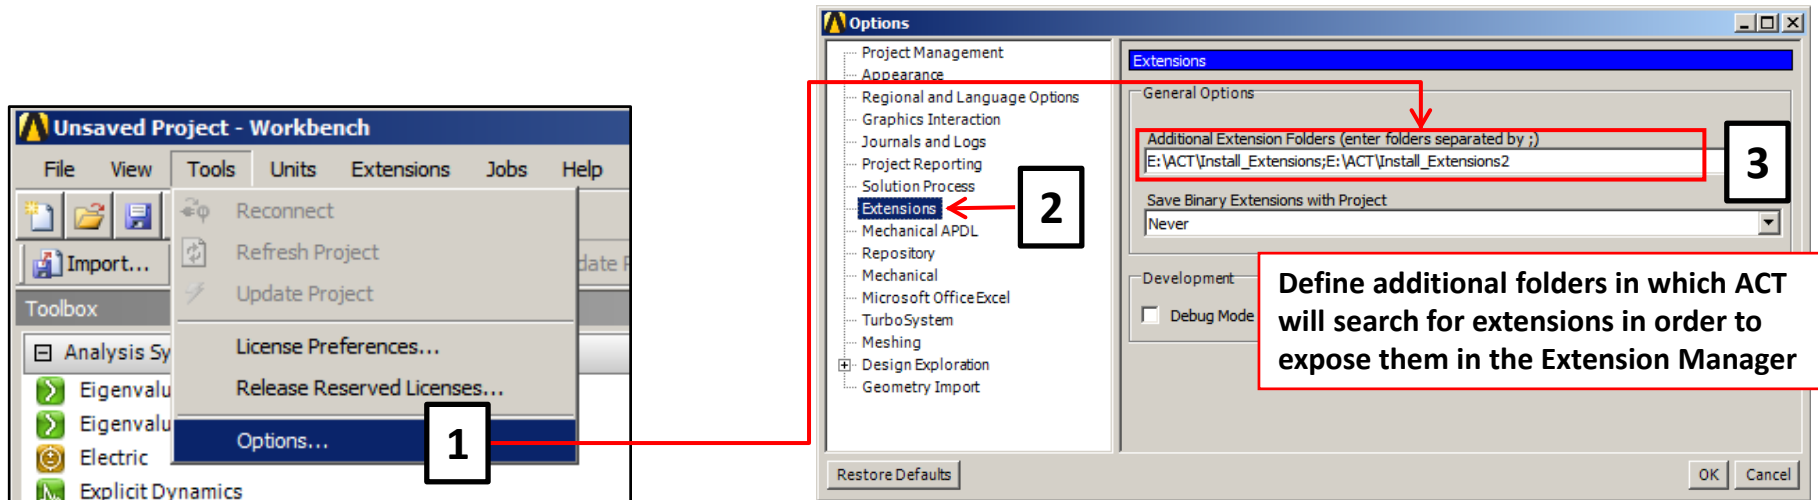 Unsaved Project - Workbench
File View Tools Units Extensions Jobs Help
Reconnect
Import...
Refresh Project
date
Update Project
Toolbox
License Preferences...
Analysis Sy
Release Reserved Licenses...
Eigenvalu
Eigenvalu
Options...
1
Electric
Explicit Dynamics
Options
Project Management
Appearance
Regional and Language Options
Graphics Interaction
Journals and Logs
Project Reporting
Solution Process
Extensions
2
Mechanical APDL
Repository
Mechanical
Microsoft Office Excel
TurboSystem
Meshing
Design Exploration
Geometry Import
Extensions
General Options
Additional Extension Folders (enter folders separated by ;)
E:\ACT\Install_Extensions;E:\ACT\Install_Extensions2
3
Save Binary Extensions with Project
Never
Development
Debug Mode
Define additional folders in which ACT
will search for extensions in order to
expose them in the Extension Manager
Restore Defaults
OK Cancel